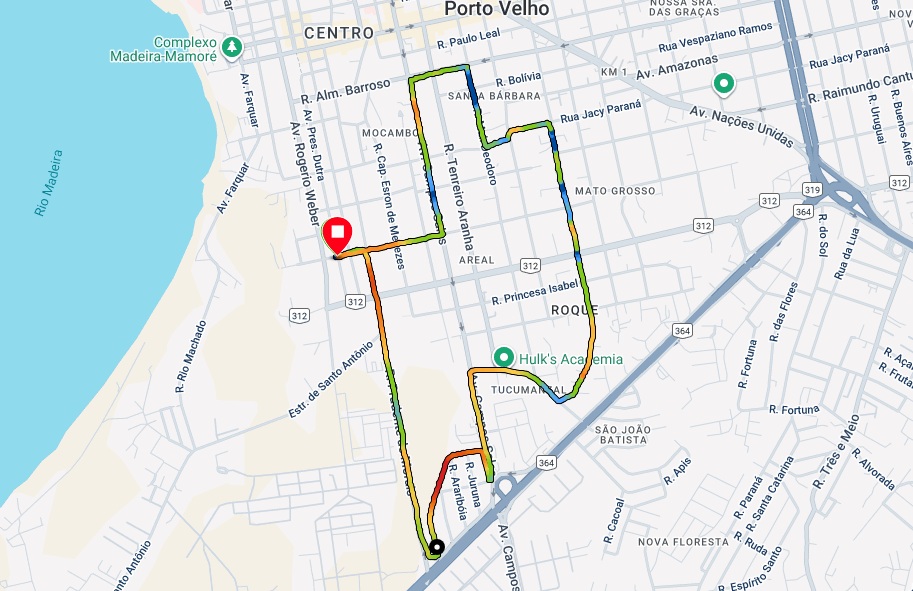 Porto Velho
NOSSA SRA.
DAS GRAÇAS
CENTRO
R. Paulo Leal
Rua Vespaziano Ramos
Complexo
Madeira-Mamoré
Rua Jacy Paraná
KM 1
Av. Amazonas
R. Bolívia
R. Alm. Barroso
SANTA BÁRBARA
R. Raimundo Cantu
Av. Farquar
Av. Pres. Dutra
Rua Jacy Paraná
Av. Nações Unidas
R. Uruguai
R. Buenos Aires
Av. Rogerio Weber
MOCAMBO
R. Cap. Esron de Menezes
R. Tenreiro Aranha
Rio Madeira
Av. Farquar
MATO GROSSO
319
312
364
312
312
R. do Sol
Rua da Lua
AREAL
312
R. Princesa Isabel
312
312
ROQUE
R. das Flores
364
R. Rio Machado
Estr. de Santo Antônio
Hulk's Academia
R. Fortuna
TUCUMANZAL
R. Fortuna
SÃO JOÃO
BATISTA
R. Três e Meio
R. Alvorada
364
R. Apis
R. Juruna
R. Araribóia
R. Cacoal
R. Paraná
R. Santa Catarina
R. Ruda
NOVA FLORESTA
Av. Campos
R. Espírito Santo
anto Antônio